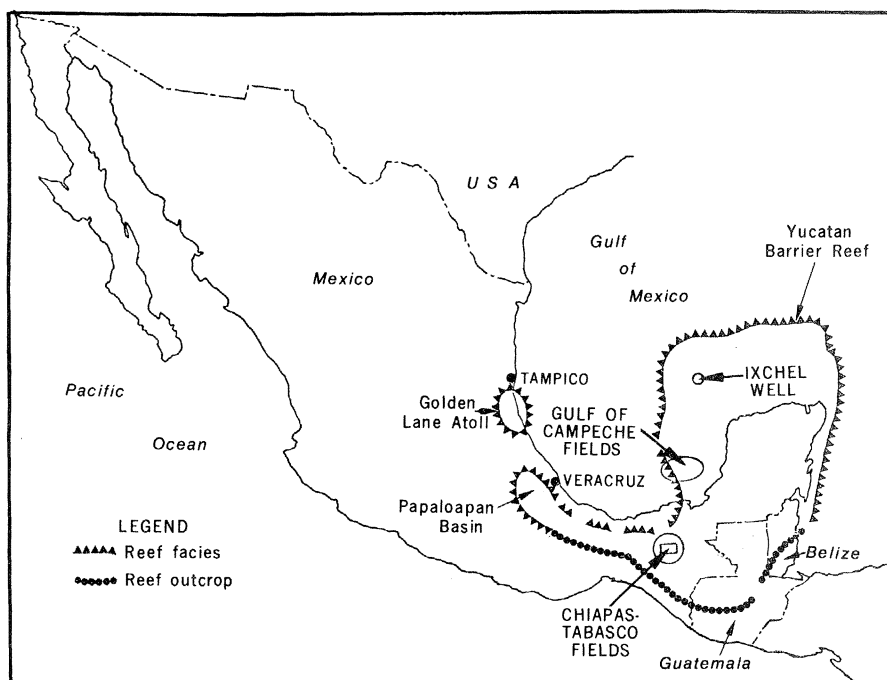 U S A
Gulf
of
Mexico
Mexico
Yucatan
Barrier Reef
Pacific
Ocean
TAMPICO
Golden
Lane Atoll
GULF OF
CAMPECHE
FIELDS
IXCHEL
WELL
VERACRUZ
Papaloapan
Basin
LEGEND
Reef facies
Reef outcrop
Belize
CHIAPAS-
TABASCO
FIELDS
Guatemala